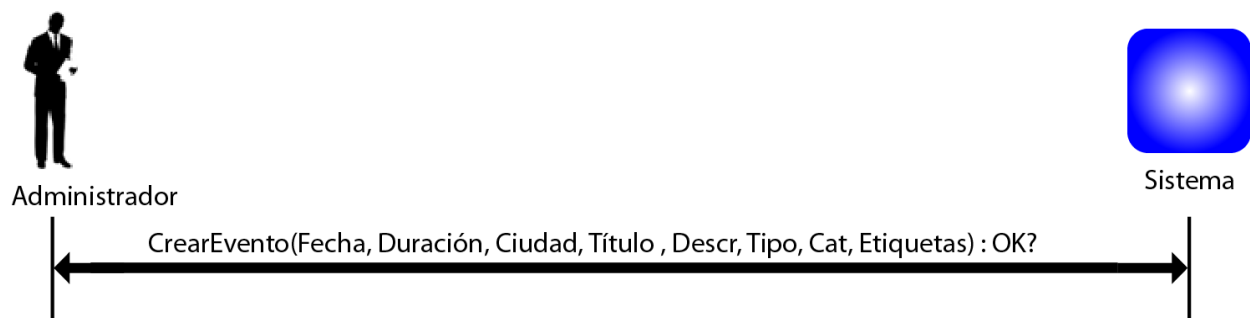 Administrador
Sistema
CrearEvento(Fecha, Duración, Ciudad, Título , Descr, Tipo, Cat, Etiquetas) : OK?